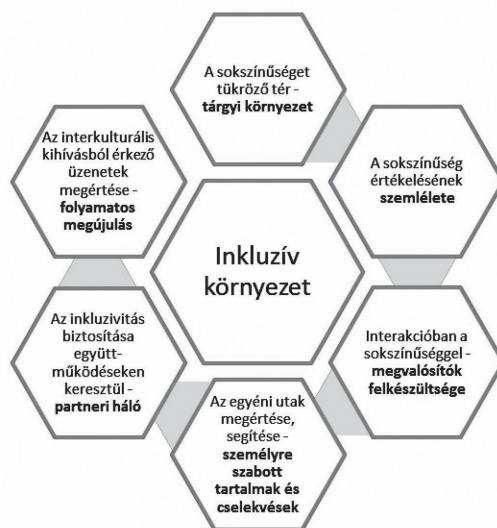 A sokszínűséget
tükröző tér -
tárgyi környezet
A sokszínűség
értékelésének
szemlélete
Interakcióban a
sokszínűséggel -
megvalósítók
felkészültsége
Az egyéni utak
megértése,
segítése -
személyre
szabott
tartalmak és
cselekvések
Az inkluzivitás
biztosítása
együtt-
működéseken
keresztül -
partneri háló
Az interkulturális
kihívásból érkező
üzenetek
megértése -
folyamatos
megújulás
Inkluzív
környezet